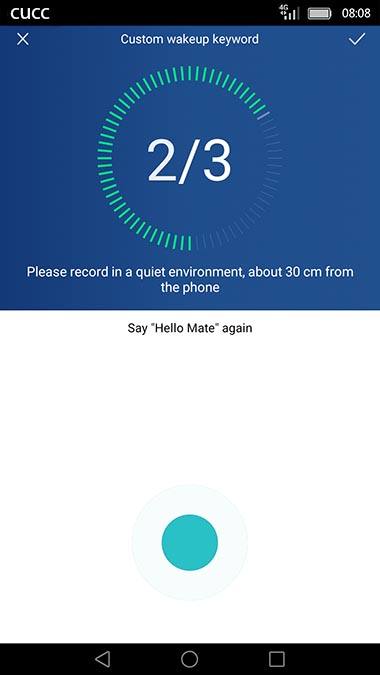 CUCC 4G 08:08
Custom wakeup keyword
2/3
Please record in a quiet environment, about 30 cm from
the phone
Say "Hello Mate" again